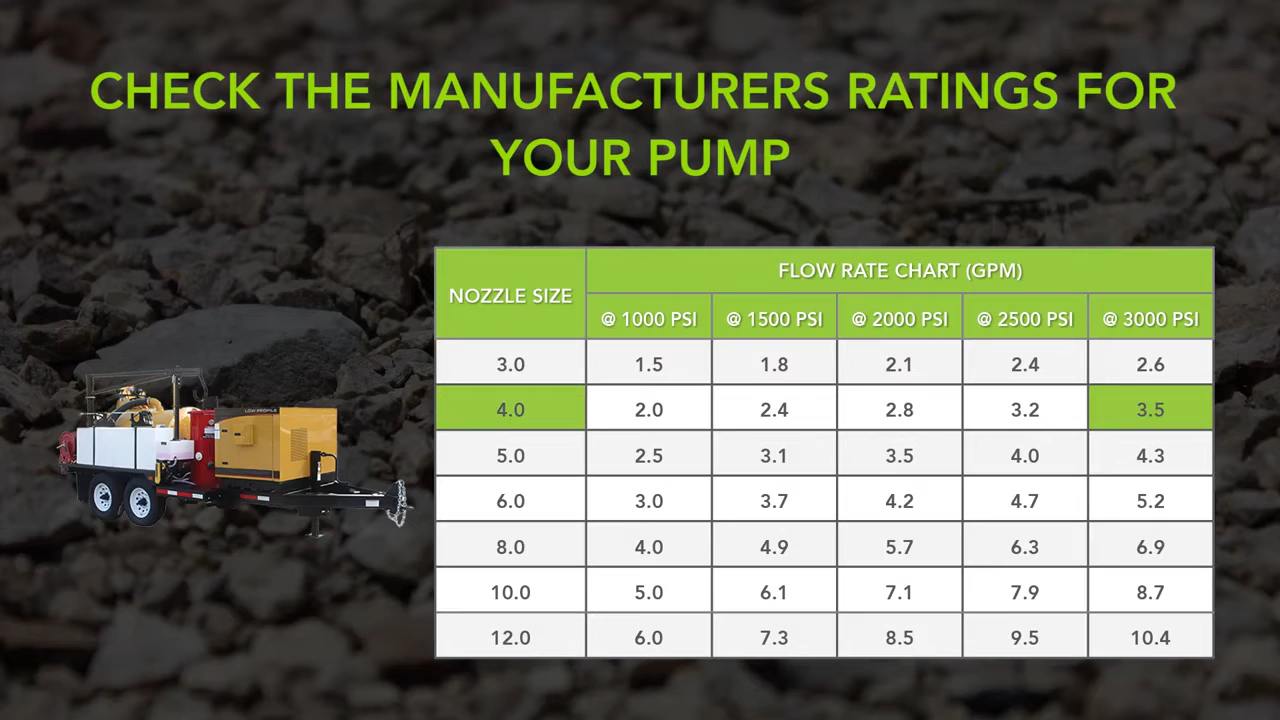 CHECK THE MANUFACTURERS RATINGS FOR
YOUR PUMP
NOZZLE SIZE
FLOW RATE CHART (GPM)
@ 1000 PSI @ 1500 PSI @ 2000 PSI @ 2500 PSI @ 3000 PSI
3.0 1.5 1.8 2.1 2.4 2.6
4.0 2.0 2.4 2.8 3.2 3.5
5.0 2.5 3.1 3.5 4.0 4.3
6.0 3.0 3.7 4.2 4.7 5.2
8.0 4.0 4.9 5.7 6.3 6.9
10.0 5.0 6.1 7.1 7.9 8.7
12.0 6.0 7.3 8.5 9.5 10.4
LOW PROFILE